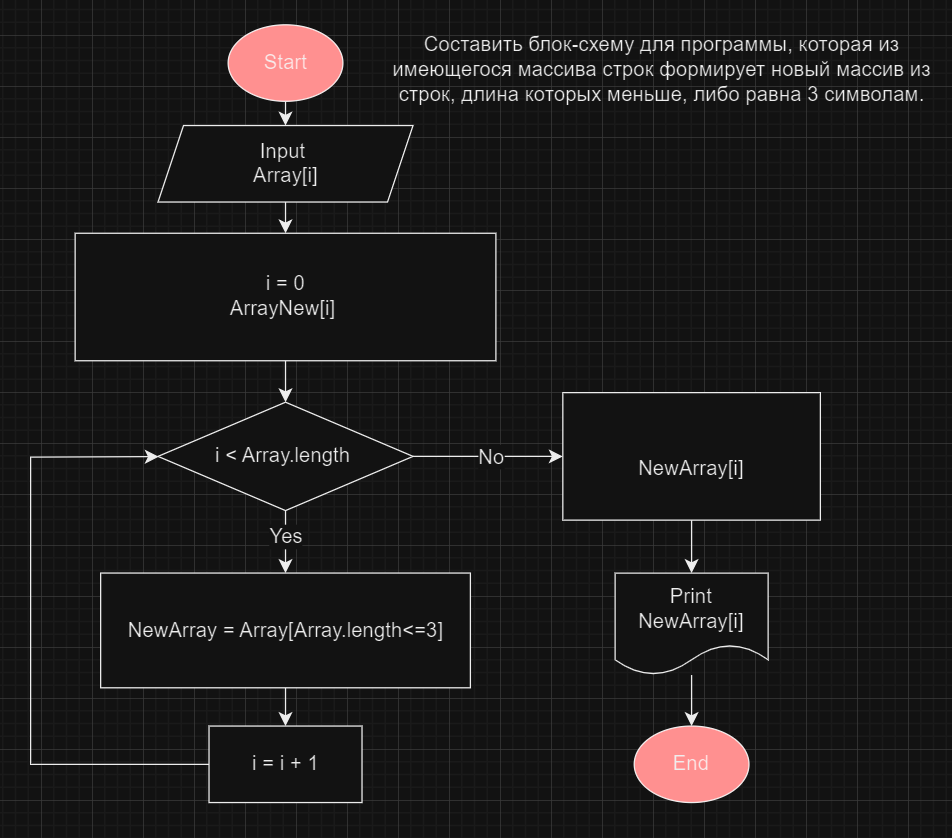 Start
Составить блок-схему для программы, которая из
имеющегося массива строк формирует новый массив из
строк, длина которых меньше, либо равна 3 символам.
Input
Array[i]
i = 0
ArrayNew[i]
i < Array.length
No
NewArray[i]
Yes
NewArray = Array[Array.length<=3]
Print
NewArray[i]
i = i + 1
End